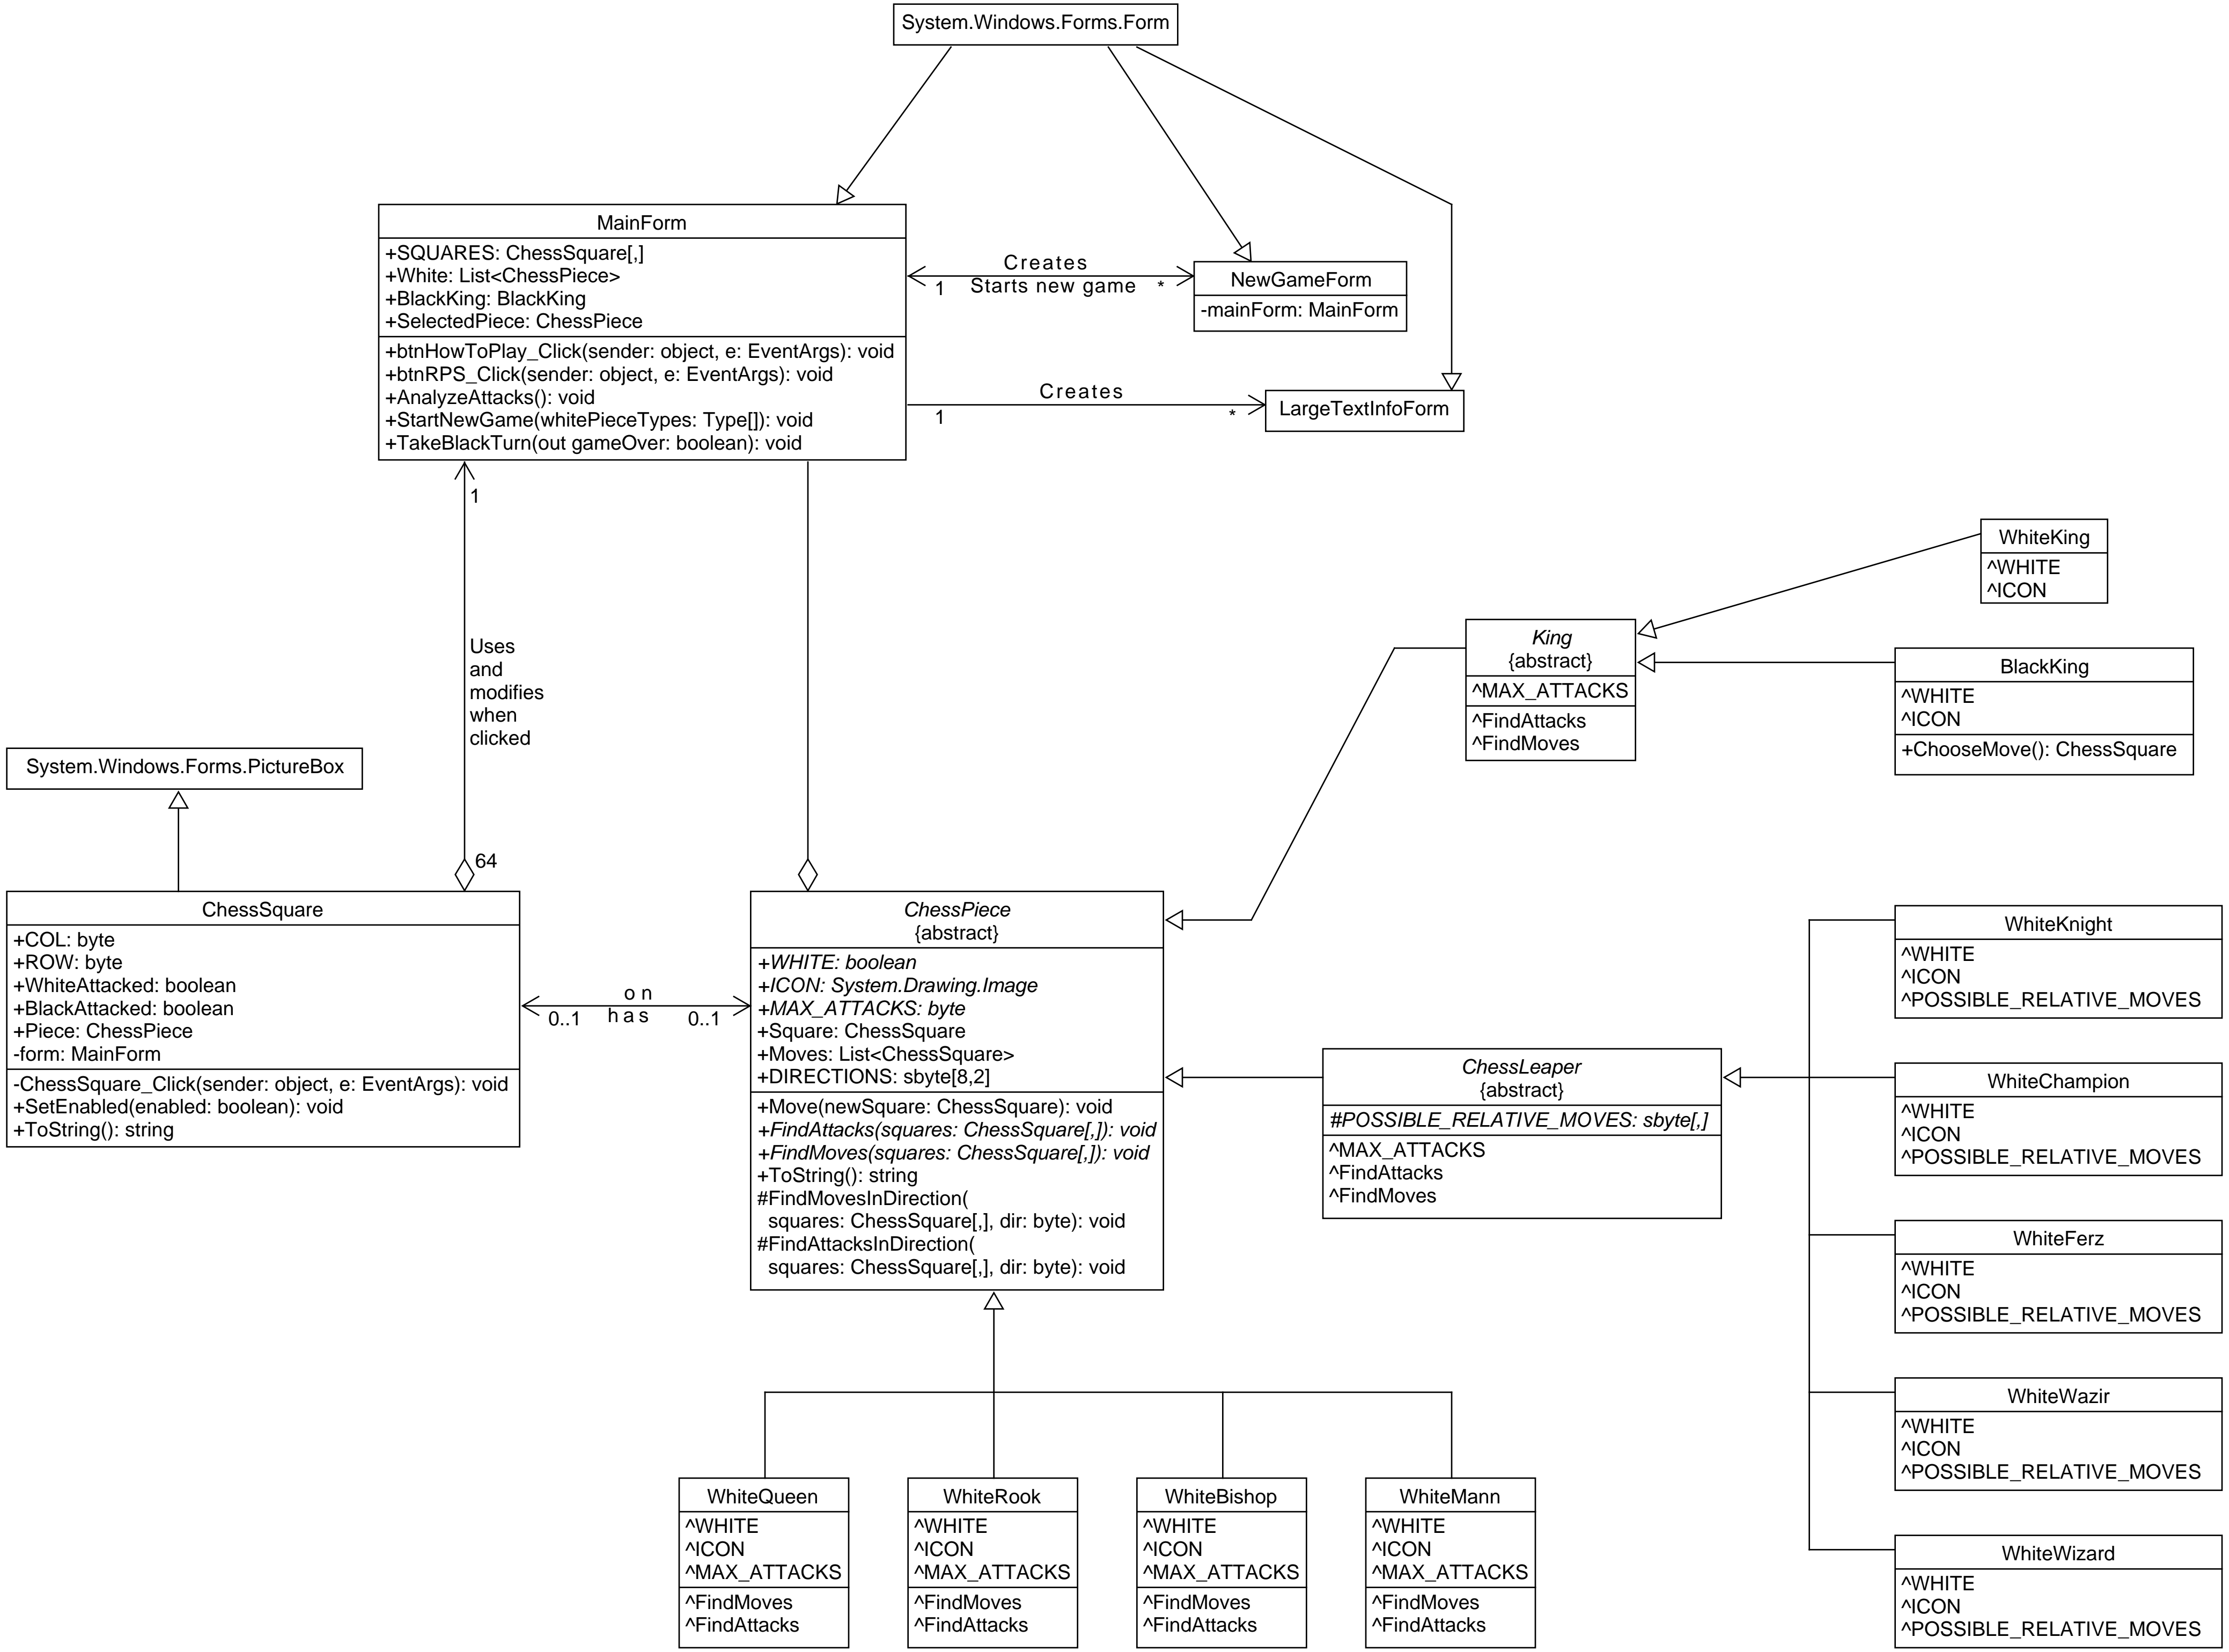 System.Windows.Forms.Form
MainForm
+SQUARES: ChessSquare[,]
+White: List<ChessPiece>
+BlackKing: BlackKing
+SelectedPiece: ChessPiece
+btnHowToPlay_Click(sender: object, e: EventArgs): void
+btnRPS_Click(sender: object, e: EventArgs): void
+AnalyzeAttacks(): void
+StartNewGame(whitePieceTypes: Type[]): void
+TakeBlackTurn(out gameOver: boolean): void
Creates
1 Starts new game *
NewGameForm
-mainForm: MainForm
Creates
1 *
LargeTextInfoForm
1
Uses
and
modifies
when
clicked
64
WhiteKing
^WHITE
^ICON
King
{abstract}
^MAX_ATTACKS
^FindAttacks
^FindMoves
BlackKing
^WHITE
^ICON
+ChooseMove(): ChessSquare
System.Windows.Forms.PictureBox
ChessSquare
+COL: byte
+ROW: byte
+WhiteAttacked: boolean
+BlackAttacked: boolean
+Piece: ChessPiece
-form: MainForm
-ChessSquare_Click(sender: object, e: EventArgs): void
+SetEnabled(enabled: boolean): void
+ToString(): string
on
0..1 has 0..1
ChessPiece
{abstract}
+WHITE: boolean
+ICON: System.Drawing.Image
+MAX_ATTACKS: byte
+Square: ChessSquare
+Moves: List<ChessSquare>
+DIRECTIONS: sbyte[8,2]
+Move(newSquare: ChessSquare): void
+FindAttacks(squares: ChessSquare[,]): void
+FindMoves(squares: ChessSquare[,]): void
+ToString(): string
#FindMovesInDirection(
squares: ChessSquare[,], dir: byte): void
#FindAttacksInDirection(
squares: ChessSquare[,], dir: byte): void
ChessLeaper
{abstract}
#POSSIBLE_RELATIVE_MOVES: sbyte[,]
^MAX_ATTACKS
^FindAttacks
^FindMoves
WhiteKnight
^WHITE
^ICON
^POSSIBLE_RELATIVE_MOVES
WhiteChampion
^WHITE
^ICON
^POSSIBLE_RELATIVE_MOVES
WhiteFerz
^WHITE
^ICON
^POSSIBLE_RELATIVE_MOVES
WhiteWazir
^WHITE
^ICON
^POSSIBLE_RELATIVE_MOVES
WhiteWizard
^WHITE
^ICON
^POSSIBLE_RELATIVE_MOVES
WhiteQueen
^WHITE
^ICON
^MAX_ATTACKS
^FindMoves
^FindAttacks
WhiteRook
^WHITE
^ICON
^MAX_ATTACKS
^FindMoves
^FindAttacks
WhiteBishop
^WHITE
^ICON
^MAX_ATTACKS
^FindMoves
^FindAttacks
WhiteMann
^WHITE
^ICON
^MAX_ATTACKS
^FindMoves
^FindAttacks